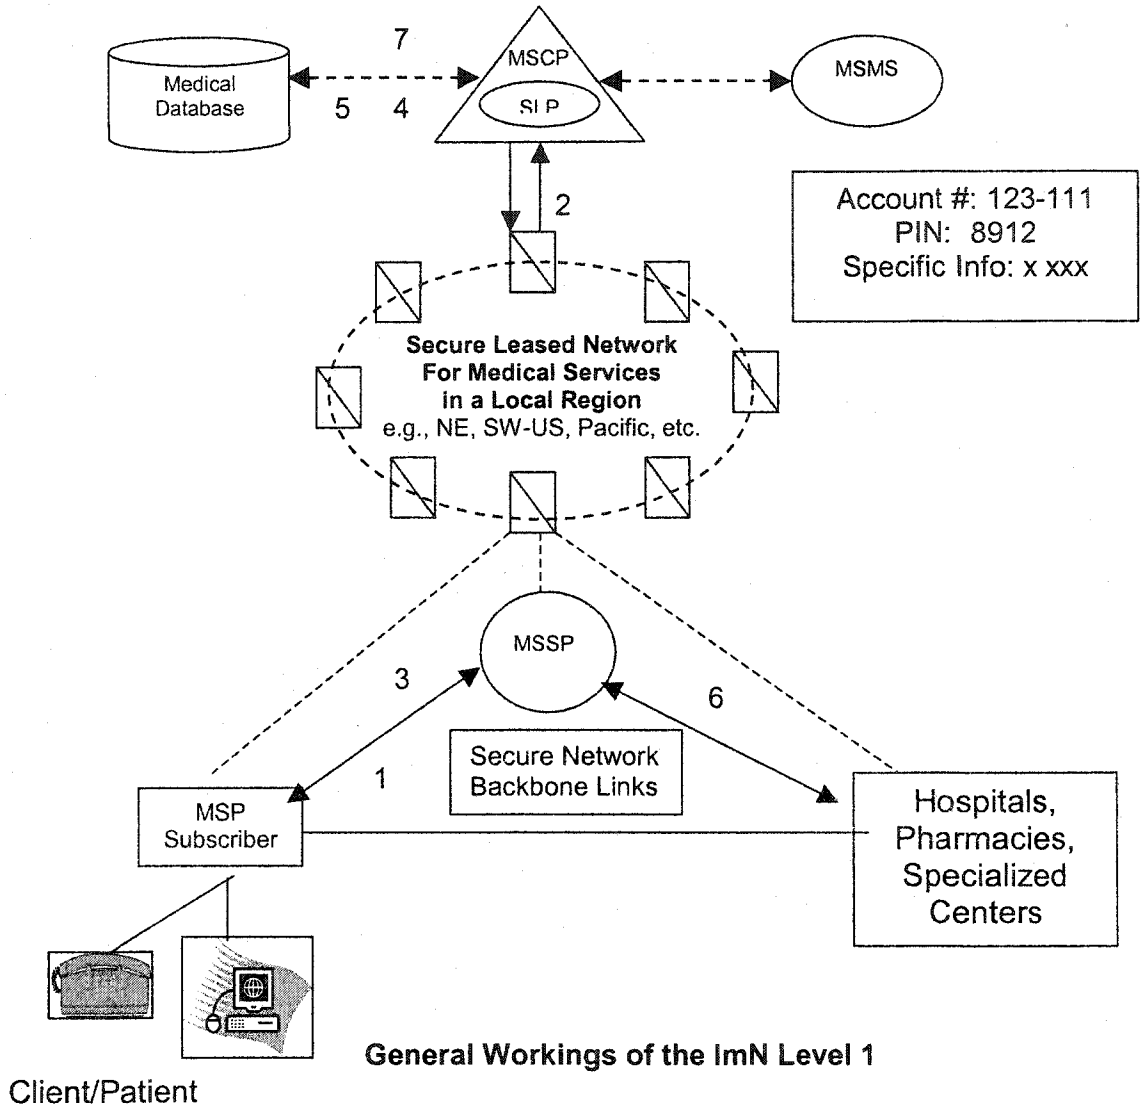 7
MSCP
MSMS
Medical
Database
SLP
5
4
2
Account #: 123-111
PIN: 8912
Specific Info: x xxx
Secure Leased Network
For Medical Services
in a Local Region
e.g., NE, SW-US, Pacific, etc.
MSSP
3
6
1
Secure Network
Backbone Links
MSP
Subscriber
Hospitals,
Pharmacies,
Specialized
Centers
General Workings of the ImN Level 1
Client/Patient